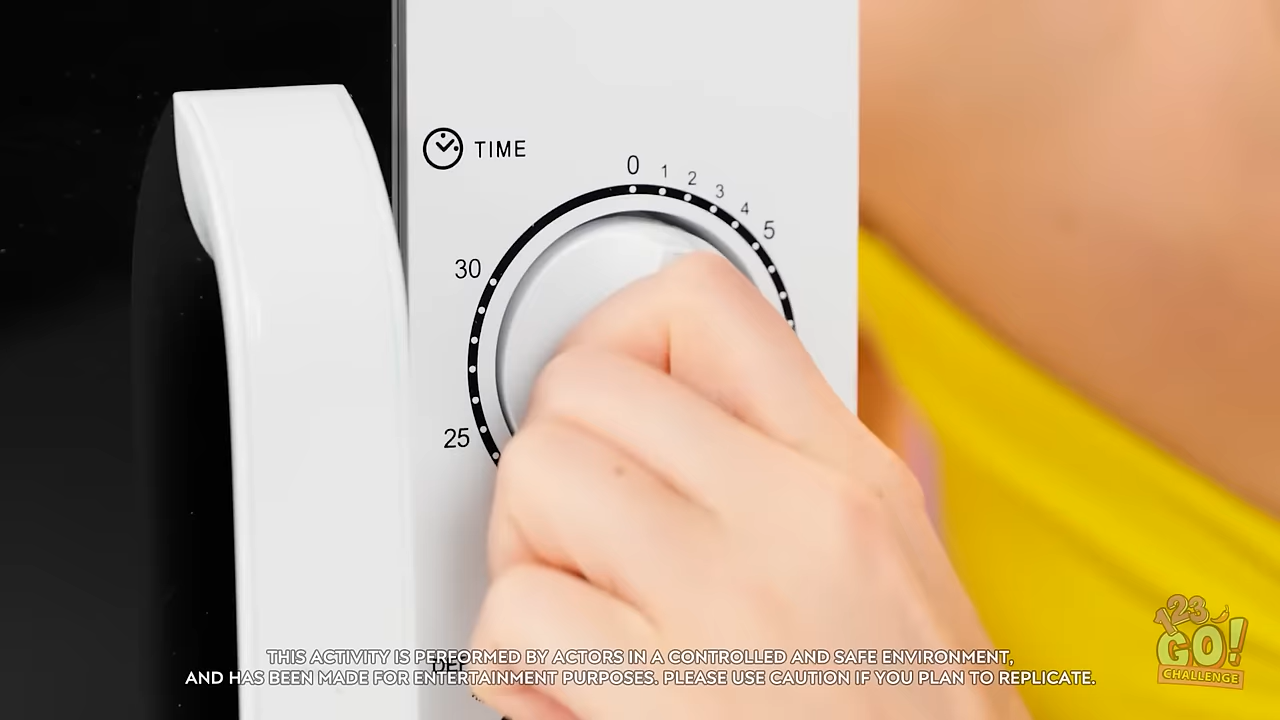 TIME
0
1
2
3
4
5
30
25
THIS ACTIVITY IS PERFORMED BY ACTORS IN A CONTROLLED AND SAFE ENVIRONMENT,
AND HAS BEEN MADE FOR ENTERTAINMENT PURPOSES. PLEASE USE CAUTION IF YOU PLAN TO REPLICATE.
123
GO!
CHALLENGE